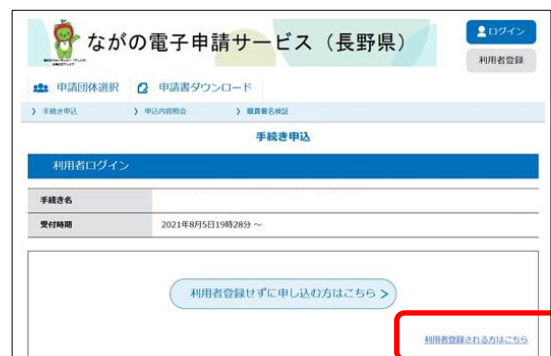 ながの電子申請サービス（長野県）
ログイン
利用者登録
申請団体選択
申請書ダウンロード
手続き申込
申込内容照会
職責署名検証
手続き申込
利用者ログイン
手続き名
受付時期
2021年8月5日19時28分 ～
利用者登録せずに申し込む方はこちら >
利用者登録される方はこちら